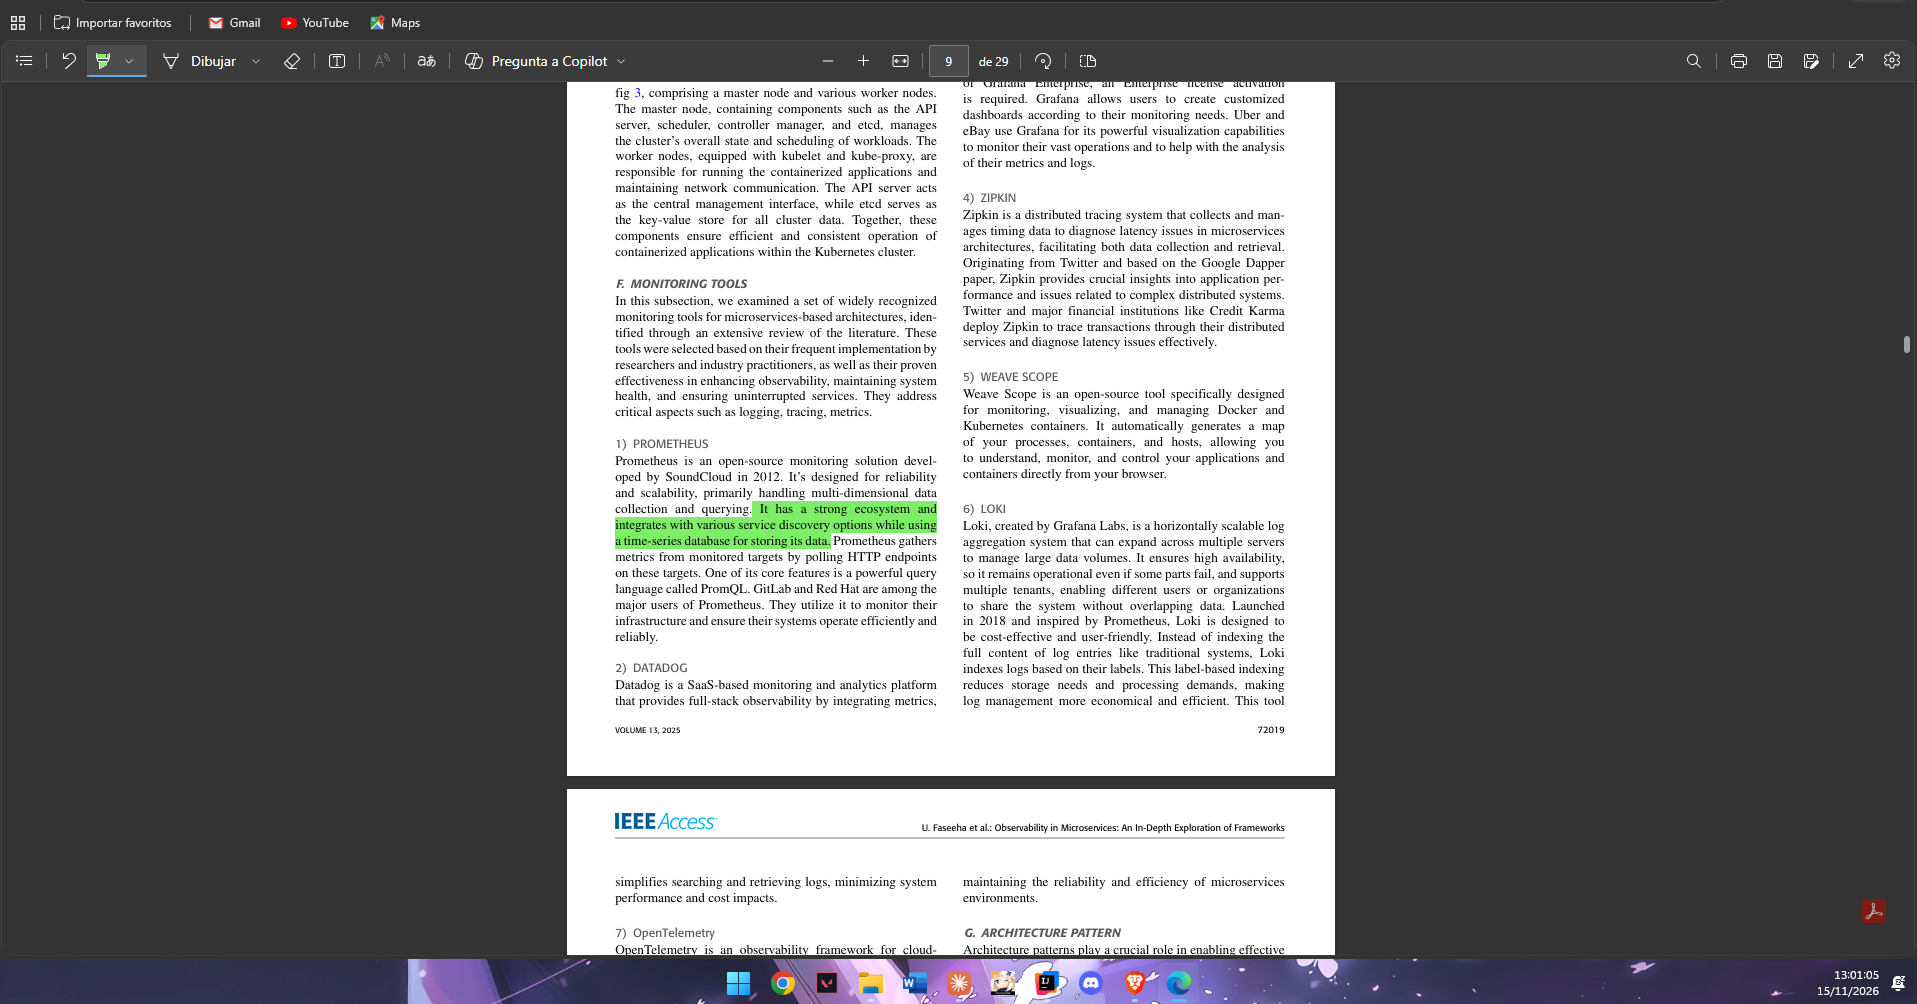 Importar favoritos
Gmail
YouTube
Maps
Dibujar
aあ
Pregunta a Copilot
9
de 29
fig 3, comprising a master node and various worker nodes.
The master node, containing components such as the API
server, scheduler, controller manager, and etcd, manages
the cluster's overall state and scheduling of workloads. The
worker nodes, equipped with kubelet and kube-proxy, are
responsible for running the containerized applications and
maintaining network communication. The API server acts
as the central management interface, while etcd serves as
the key-value store for all cluster data. Together, these
components ensure efficient and consistent operation of
containerized applications within the Kubernetes cluster.
F. MONITORING TOOLS
In this subsection, we examined a set of widely recognized
monitoring tools for microservices-based architectures, iden-
tified through an extensive review of the literature. These
tools were selected based on their frequent implementation by
researchers and industry practitioners, as well as their proven
effectiveness in enhancing observability, maintaining system
health, and ensuring uninterrupted services. They address
critical aspects such as logging, tracing, metrics.
1) PROMETHEUS
Prometheus is an open-source monitoring solution devel-
oped by SoundCloud in 2012. It's designed for reliability
and scalability, primarily handling multi-dimensional data
collection and querying. It has a strong ecosystem and
integrates with various service discovery options while using
a time-series database for storing its data. Prometheus gathers
metrics from monitored targets by polling HTTP endpoints
on these targets. One of its core features is a powerful query
language called PromQL. GitLab and Red Hat are among the
major users of Prometheus. They utilize it to monitor their
infrastructure and ensure their systems operate efficiently and
reliably.
2) DATADOG
Datadog is a SaaS-based monitoring and analytics platform
that provides full-stack observability by integrating metrics,
of Grafana Enterprise, an Enterprise license activation
is required. Grafana allows users to create customized
dashboards according to their monitoring needs. Uber and
eBay use Grafana for its powerful visualization capabilities
to monitor their vast operations and to help with the analysis
of their metrics and logs.
4) ZIPKIN
Zipkin is a distributed tracing system that collects and man-
ages timing data to diagnose latency issues in microservices
architectures, facilitating both data collection and retrieval.
Originating from Twitter and based on the Google Dapper
paper, Zipkin provides crucial insights into application per-
formance and issues related to complex distributed systems.
Twitter and major financial institutions like Credit Karma
deploy Zipkin to trace transactions through their distributed
services and diagnose latency issues effectively.
5) WEAVE SCOPE
Weave Scope is an open-source tool specifically designed
for monitoring, visualizing, and managing Docker and
Kubernetes containers. It automatically generates a map
of your processes, containers, and hosts, allowing you
to understand, monitor, and control your applications and
containers directly from your browser.
6) LOKI
Loki, created by Grafana Labs, is a horizontally scalable log
aggregation system that can expand across multiple servers
to manage large data volumes. It ensures high availability,
so it remains operational even if some parts fail, and supports
multiple tenants, enabling different users or organizations
to share the system without overlapping data. Launched
in 2018 and inspired by Prometheus, Loki is designed to
be cost-effective and user-friendly. Instead of indexing the
full content of log entries like traditional systems, Loki
indexes logs based on their labels. This label-based indexing
reduces storage needs and processing demands, making
log management more economical and efficient. This tool
VOLUME 13, 2025
72019
IEEE Access
U. Faseeha et al.: Observability in Microservices: An In-Depth Exploration of Frameworks
simplifies searching and retrieving logs, minimizing system
performance and cost impacts.
7) OpenTelemetry
OpenTelemetry is an observability framework for cloud-
maintaining the reliability and efficiency of microservices
environments.
G. ARCHITECTURE PATTERN
Architecture patterns play a crucial role in enabling effective
13:01:05
15/11/2026